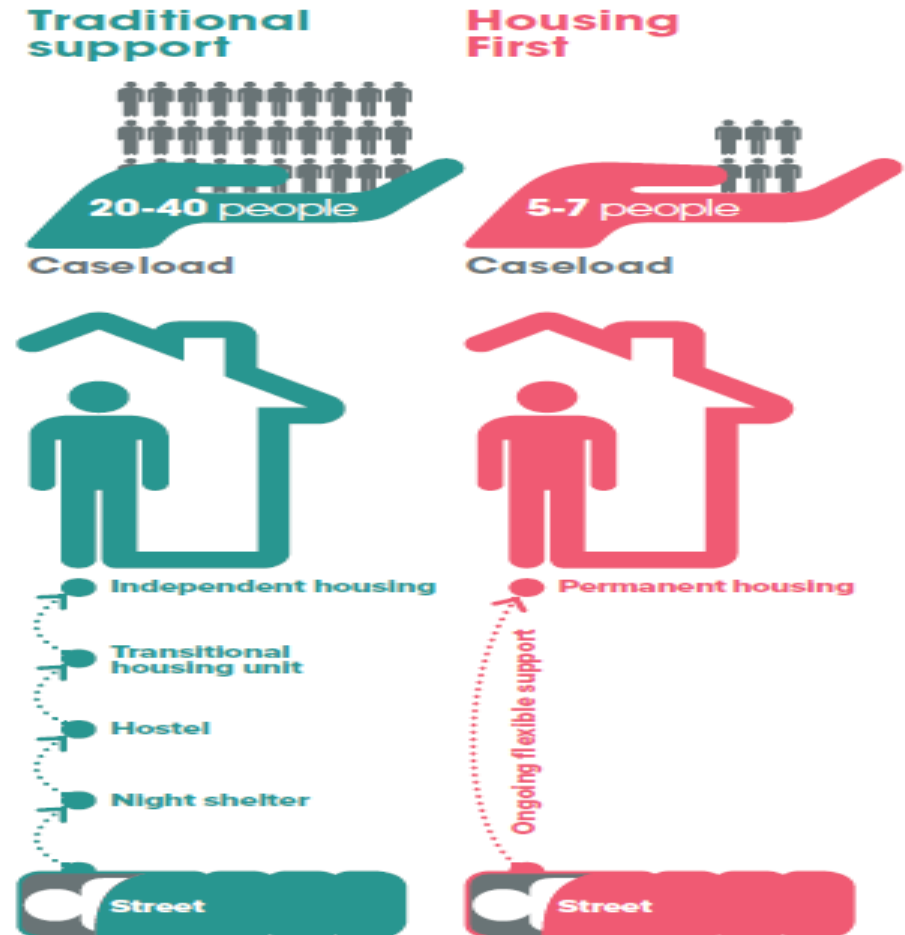 Traditional
support
20-40 people
Caseload
Independent housing
Transitional
housing unit
Hostel
Night shelter
Street
Housing
First
5-7 people
Caseload
Permanent housing
Ongoing flexible support
Street